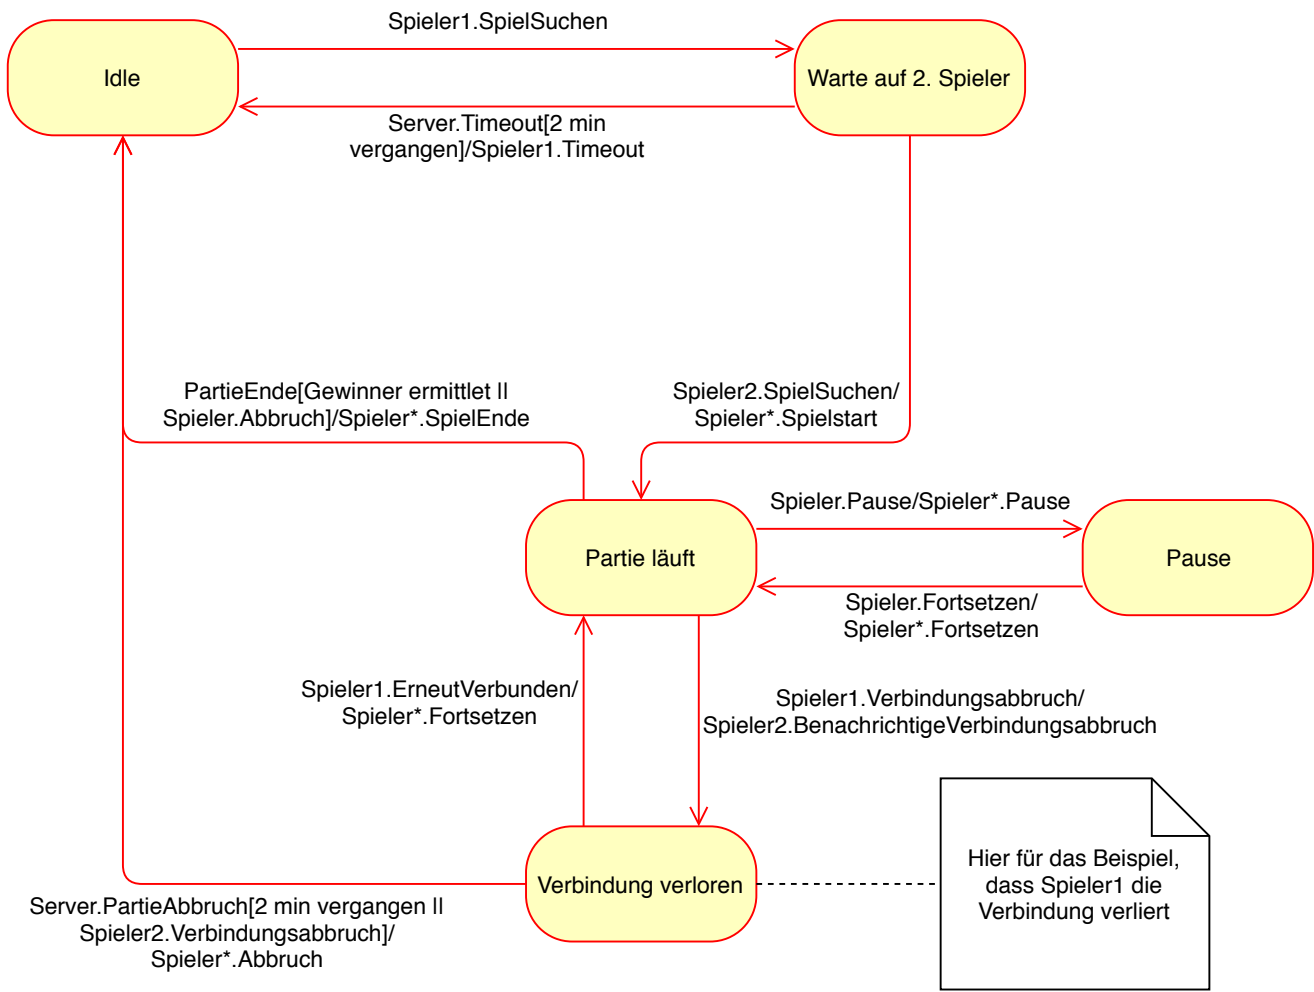 Spieler1.SpielSuchen
Idle
Warte auf 2. Spieler
Server.Timeout[2 min
vergangen]/Spieler1.Timeout
PartieEnde[Gewinner ermittlet ||
Spieler.Abbruch]/Spieler*.SpielEnde
Spieler2.SpielSuchen/
Spieler*.Spielstart
Spieler.Pause/Spieler*.Pause
Partie läuft
Pause
Spieler.Fortsetzen/
Spieler*.Fortsetzen
Spieler1.ErneutVerbunden/
Spieler*.Fortsetzen
Spieler1.Verbindungsabbruch/
Spieler2.BenachrichtigeVerbindungsabbruch
Verbindung verloren
Hier für das Beispiel,
dass Spieler1 die
Verbindung verliert
Server.PartieAbbruch[2 min vergangen ||
Spieler2.Verbindungsabbruch]/
Spieler*.Abbruch